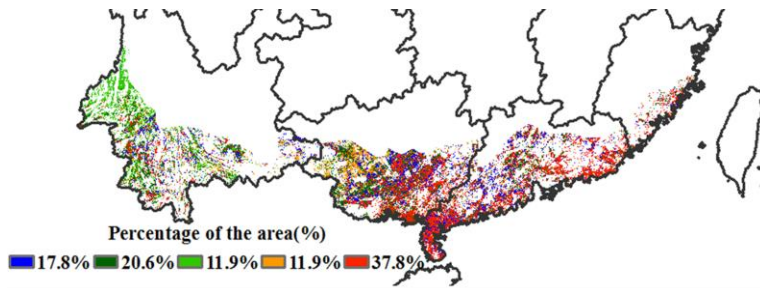 Percentage of the area(%)
17.8% 20.6% 11.9% 11.9% 37.8%